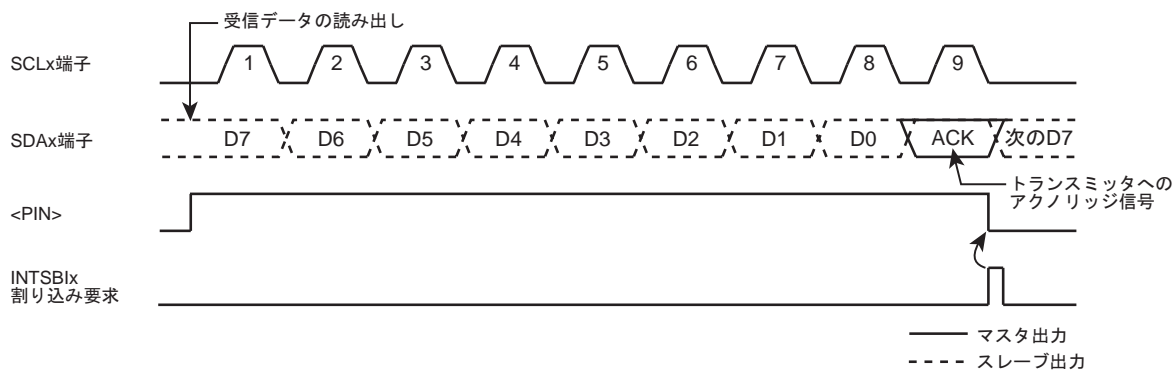 受信データの読み出し
SCLx端子
1 2 3 4 5 6 7 8 9
SDAx端子
D7 D6 D5 D4 D3 D2 D1 D0 ACK 次のD7
トランスミッタへの
アクノリッジ信号
<PIN>
INTSBIx
割り込み要求
マスタ出力
スレーブ出力